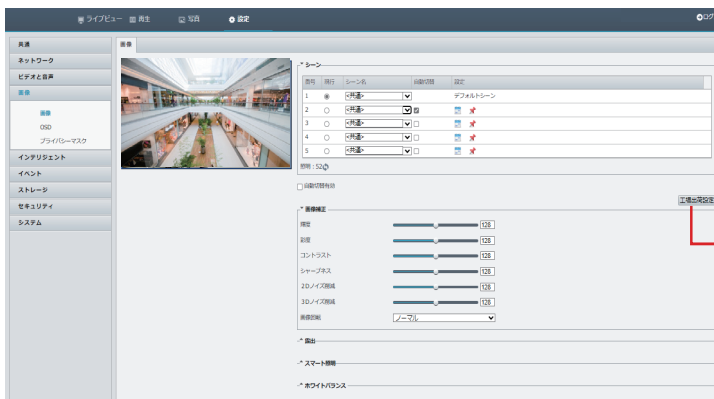 ライブビュー 再生 写真 設定 ログ
共通
ネットワーク
ビデオと音声
画像
画像
OSD
プライバシーマスク
インテリジェント
イベント
ストレージ
セキュリティ
システム
画像
シーン
番号 現行 シーン名 自動切替 設定
1 <共通> デフォルトシーン
2 <共通>
3 <共通>
4 <共通>
5 <共通>
照明 : 52
自動切替有効
工場出荷設定
画像補正
輝度 128
彩度 128
コントラスト 128
シャープネス 128
2Dノイズ削減 128
3Dノイズ削減 128
画像回転 ノーマル
露出
スマート照明
ホワイトバランス